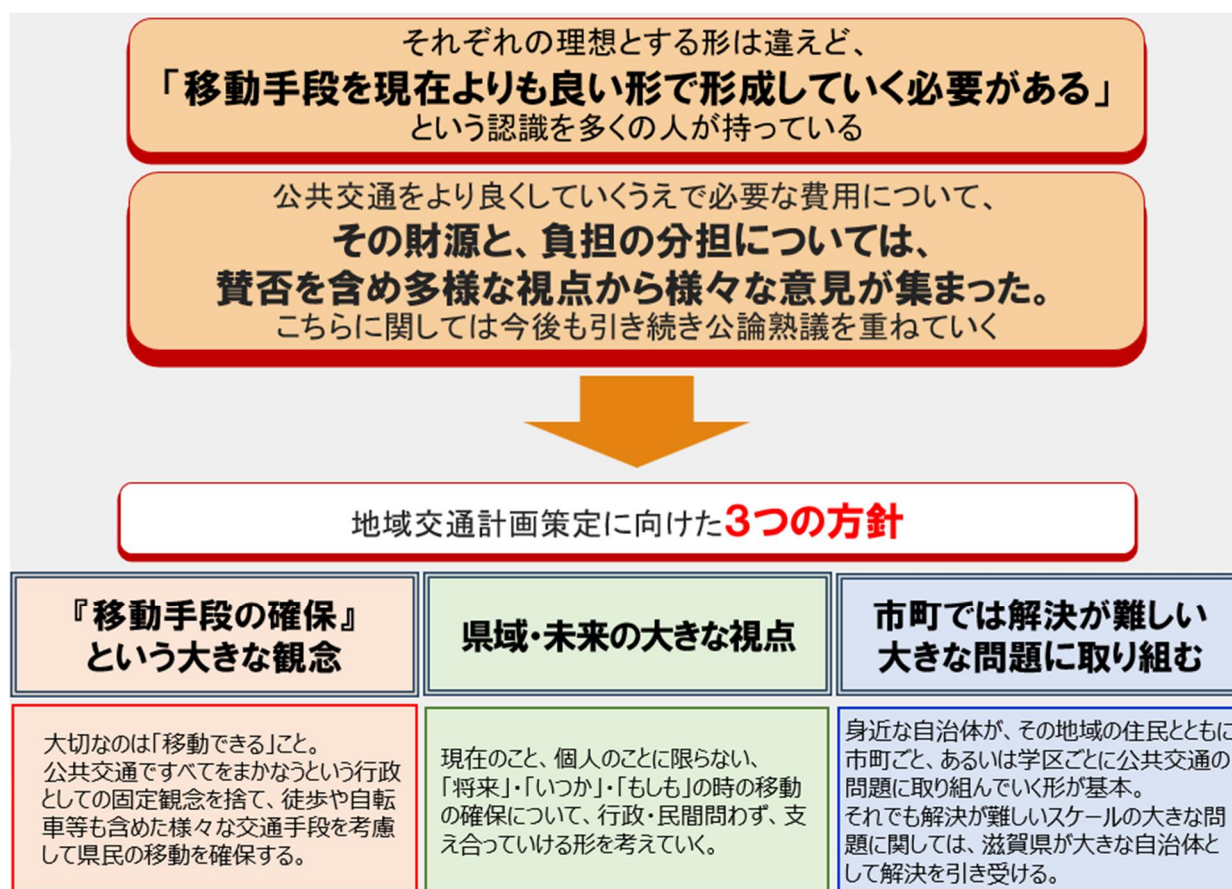 それぞれの理想とする形は違えど、
「移動手段を現在よりも良い形で形成していく必要がある」
という認識を多くの人が持っている
公共交通をより良くしていくうえで必要な費用について、
その財源と、負担の分担については、
賛否を含め多様な視点から様々な意見が集まった。
こちらに関しては今後も引き続き公論熟議を重ねていく
地域交通計画策定に向けた3つの方針
『移動手段の確保』
という大きな観念
大切なのは「移動できる」こと。
公共交通ですべてをまかなうという行政
としての固定観念を捨て、徒歩や自転
車等も含めた様々な交通手段を考慮
して県民の移動を確保する。
県域・未来の大きな視点
現在のこと、個人のことに限らない、
「将来」・「いつか」・「もしも」の時の移動
の確保について、行政・民間問わず、支
え合っていける形を考えていく。
市町では解決が難しい
大きな問題に取り組む
身近な自治体が、その地域の住民とともに
市町ごと、あるいは学区ごとに公共交通の
問題に取り組んでいく形が基本。
それでも解決が難しいスケールの大きな問
題に関しては、滋賀県が大きな自治体と
して解決を引き受ける。